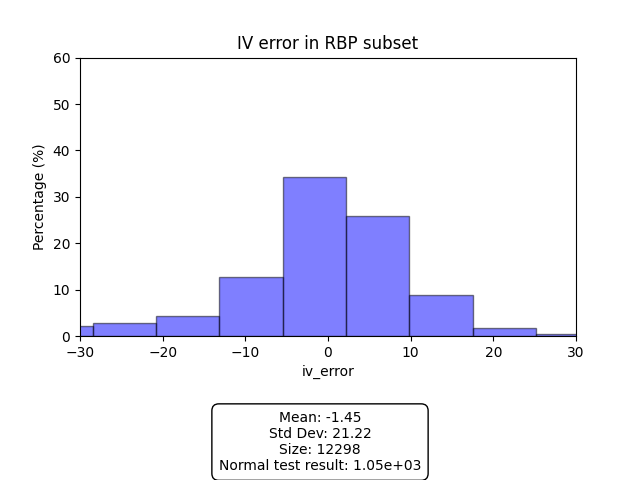 IV error in RBP subset
Percentage (%)
60
50
40
30
20
10
0
−30
−20
−10
0
10
20
30
iv_error
Mean: -1.45
Std Dev: 21.22
Size: 12298
Normal test result: 1.05e+03